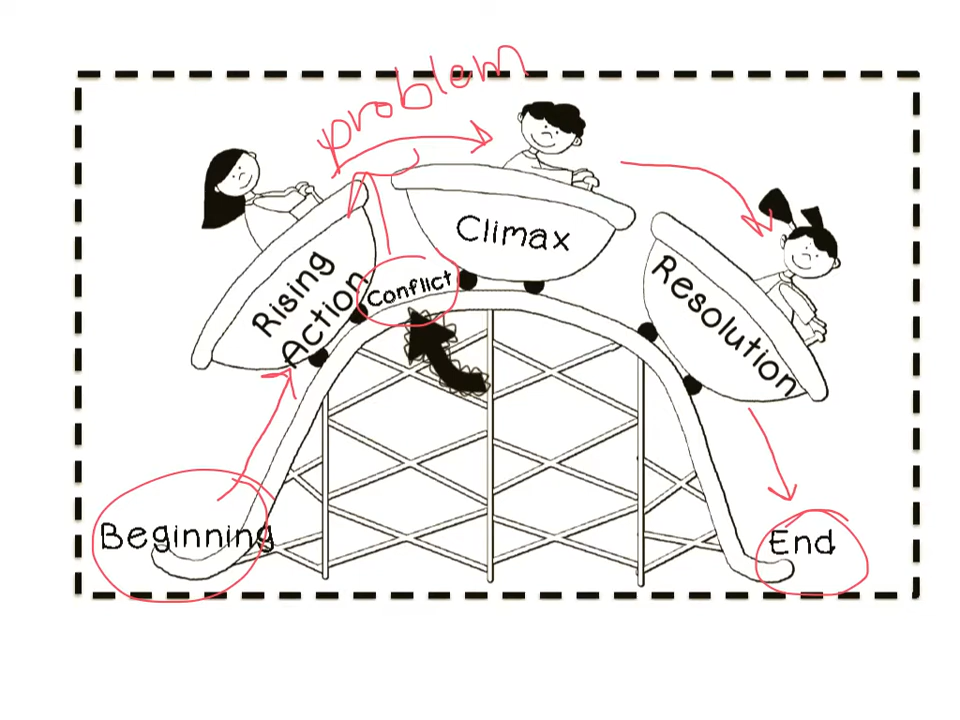 problem
Climax
Rising
Action
Conflict
Resolution
Beginning
End